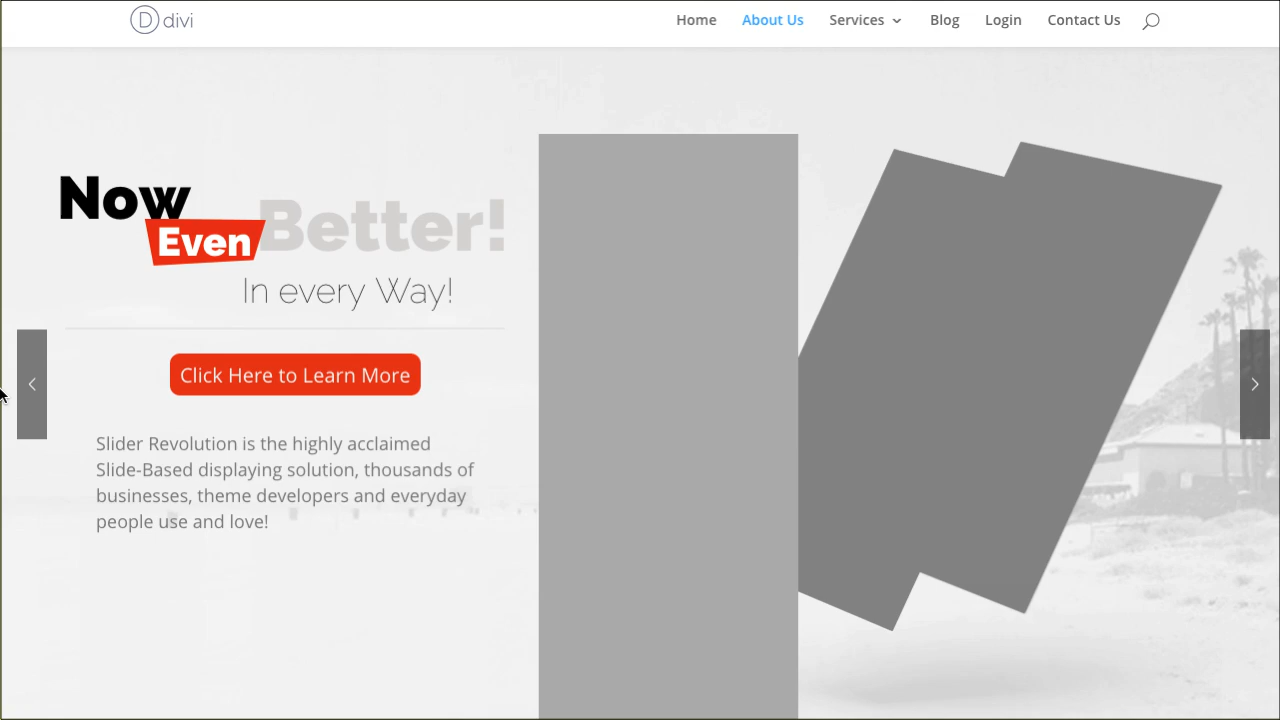 divi
Home About Us Services Blog Login Contact Us
Now
Even Better!
In every Way!
Click Here to Learn More
Slider Revolution is the highly acclaimed
Slide-Based displaying solution, thousands of
businesses, theme developers and everyday
people use and love!